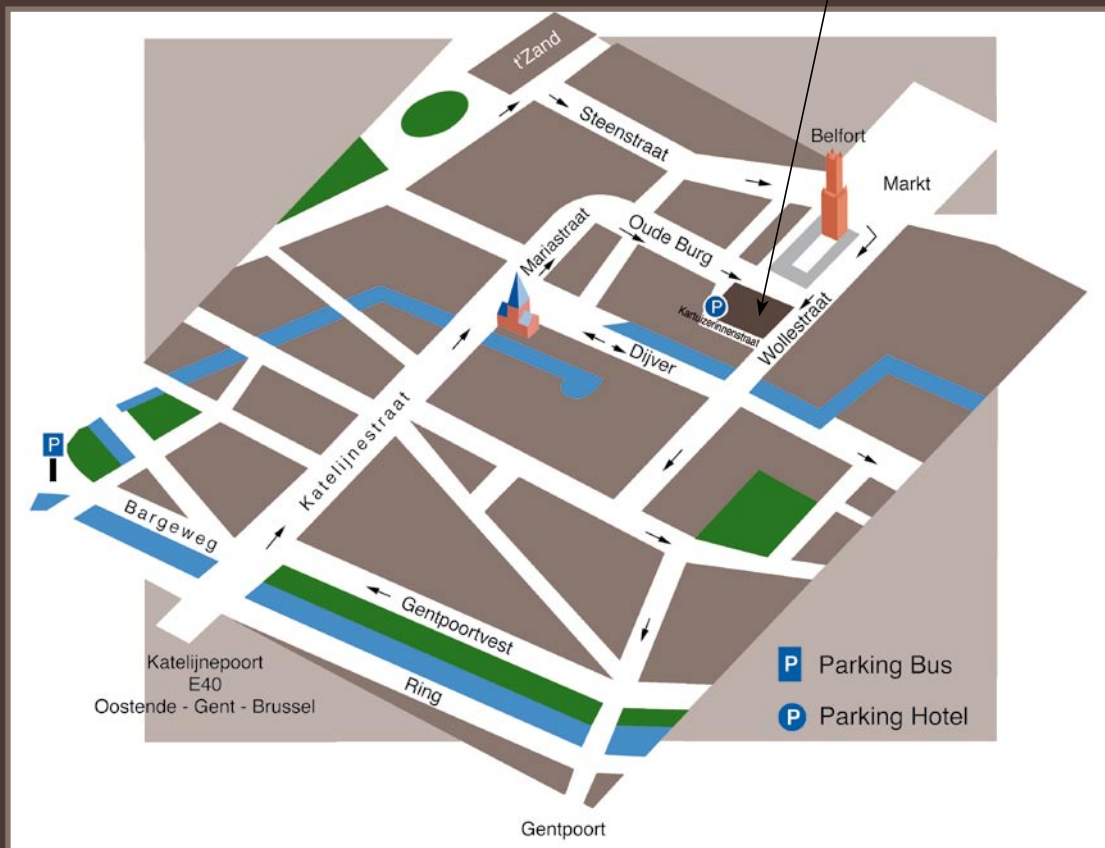 t'Zand
Steenstraat
Belfort
Markt
Mariastraat
Oude Burg
P
Kartuizerinnenstraat
Wollestraat
Dijver
P
Katelijnestraat
Bargeweg
Gentpoortvest
Ring
Katelijnepoort
E40
Oostende - Gent - Brussel
P Parking Bus
P Parking Hotel
Gentpoort